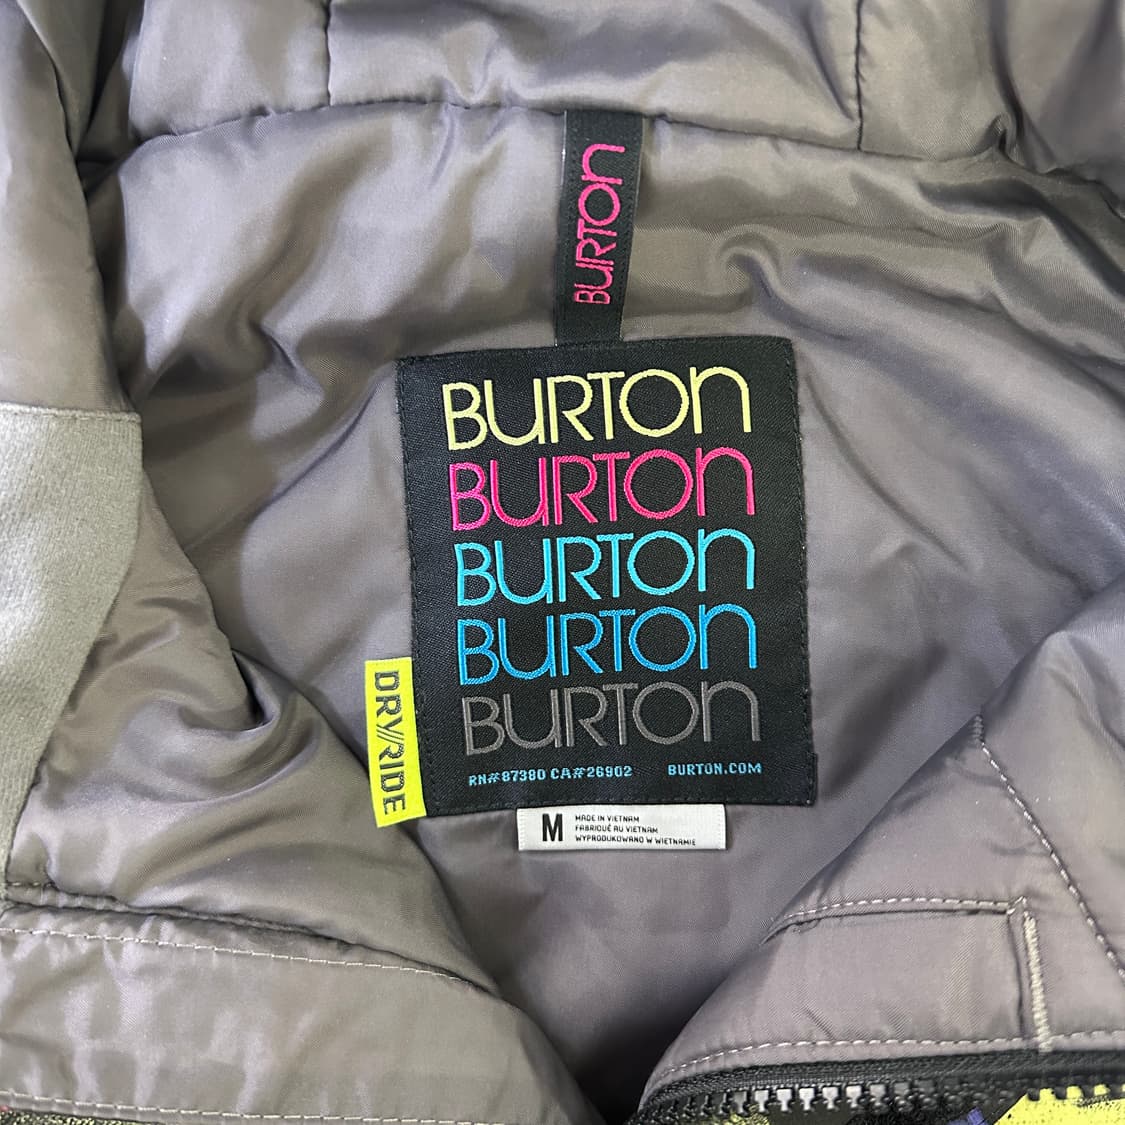 BURTON
BURTON
BURTON
BURTON
BURTON
BURTON
RN#87380 CA#26902 BURTON.COM
DRY//RIDE
M
MADE IN VIETNAM
FABRIQUÉ AU VIETNAM
WYPRODUKOWANO W WIETNAMIE